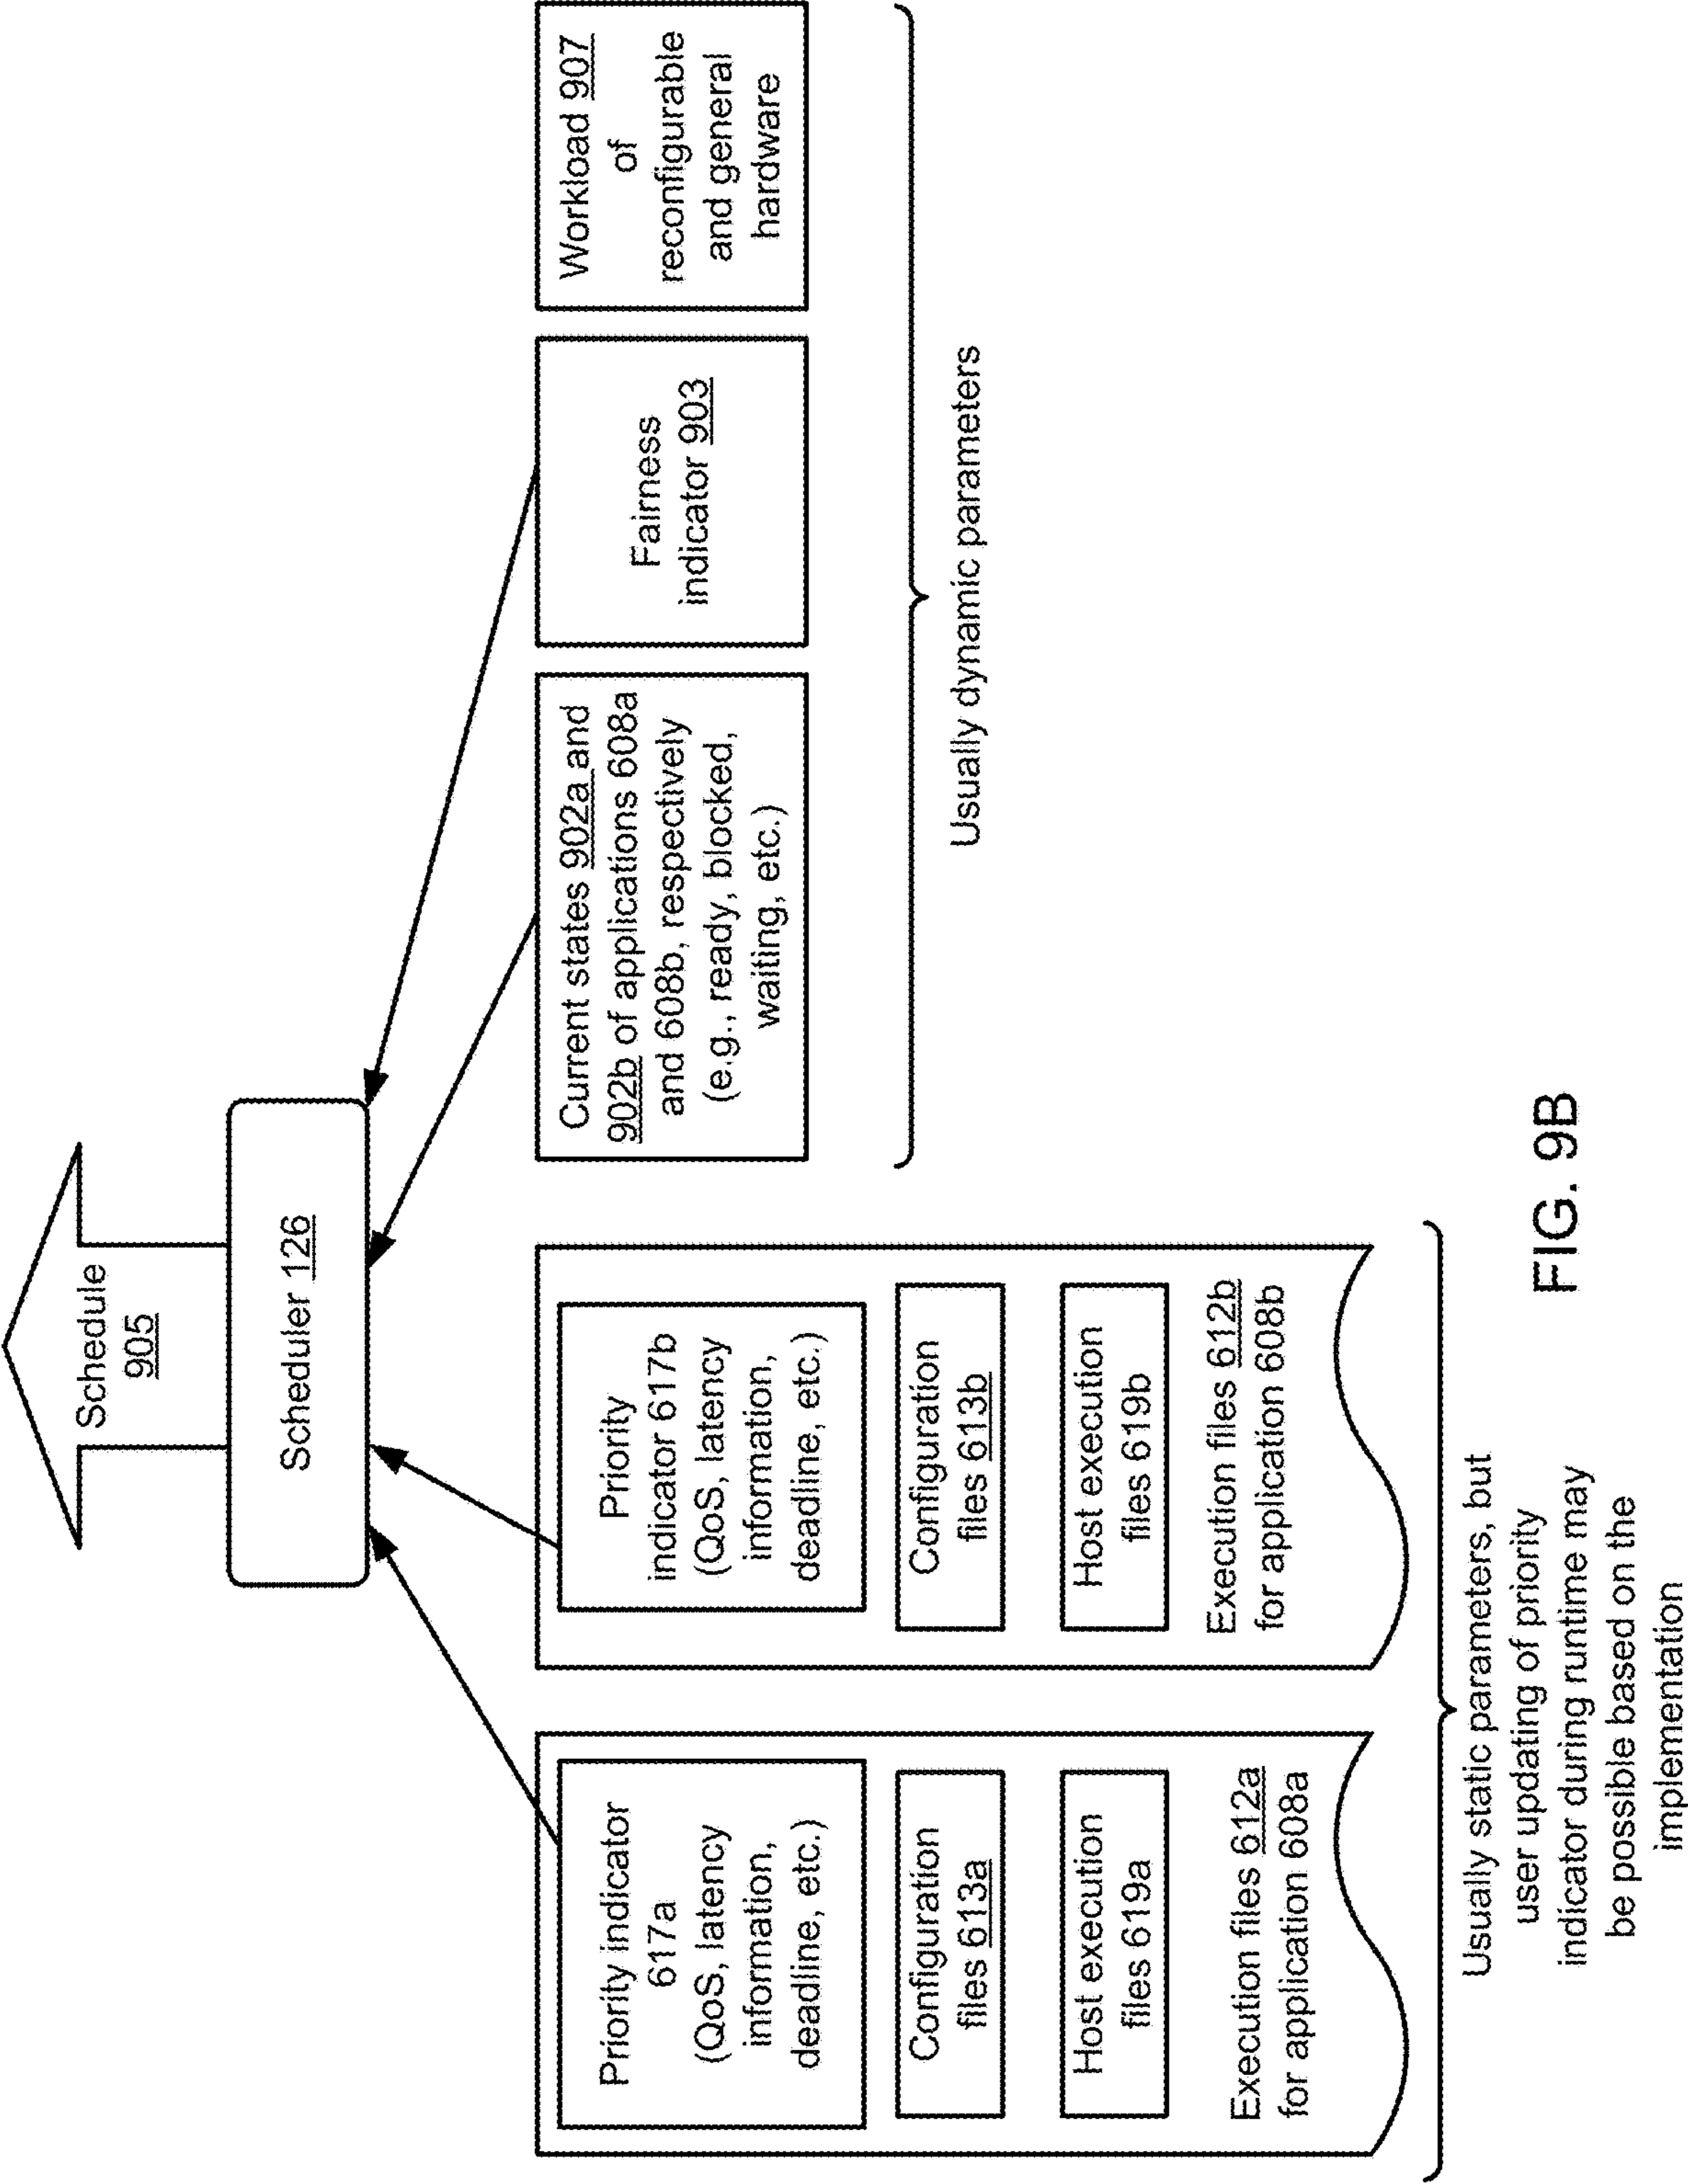 Schedule
905
Scheduler 126
Priority indicator
617a
(QoS, latency
information,
deadline, etc.)
Configuration
files 613a
Host execution
files 619a
Execution files 612a
for application 608a
Priority
indicator 617b
(QoS, latency
information,
deadline, etc.)
Configuration
files 613b
Host execution
files 619b
Execution files 612b
for application 608b
Current states 902a and
902b of applications 608a
and 608b, respectively
(e.g., ready, blocked,
waiting, etc.)
Fairness
indicator 903
Workload 907
of
reconfigurable
and general
hardware
Usually dynamic parameters
Usually static parameters, but
user updating of priority
indicator during runtime may
be possible based on the
implementation
FIG. 9B